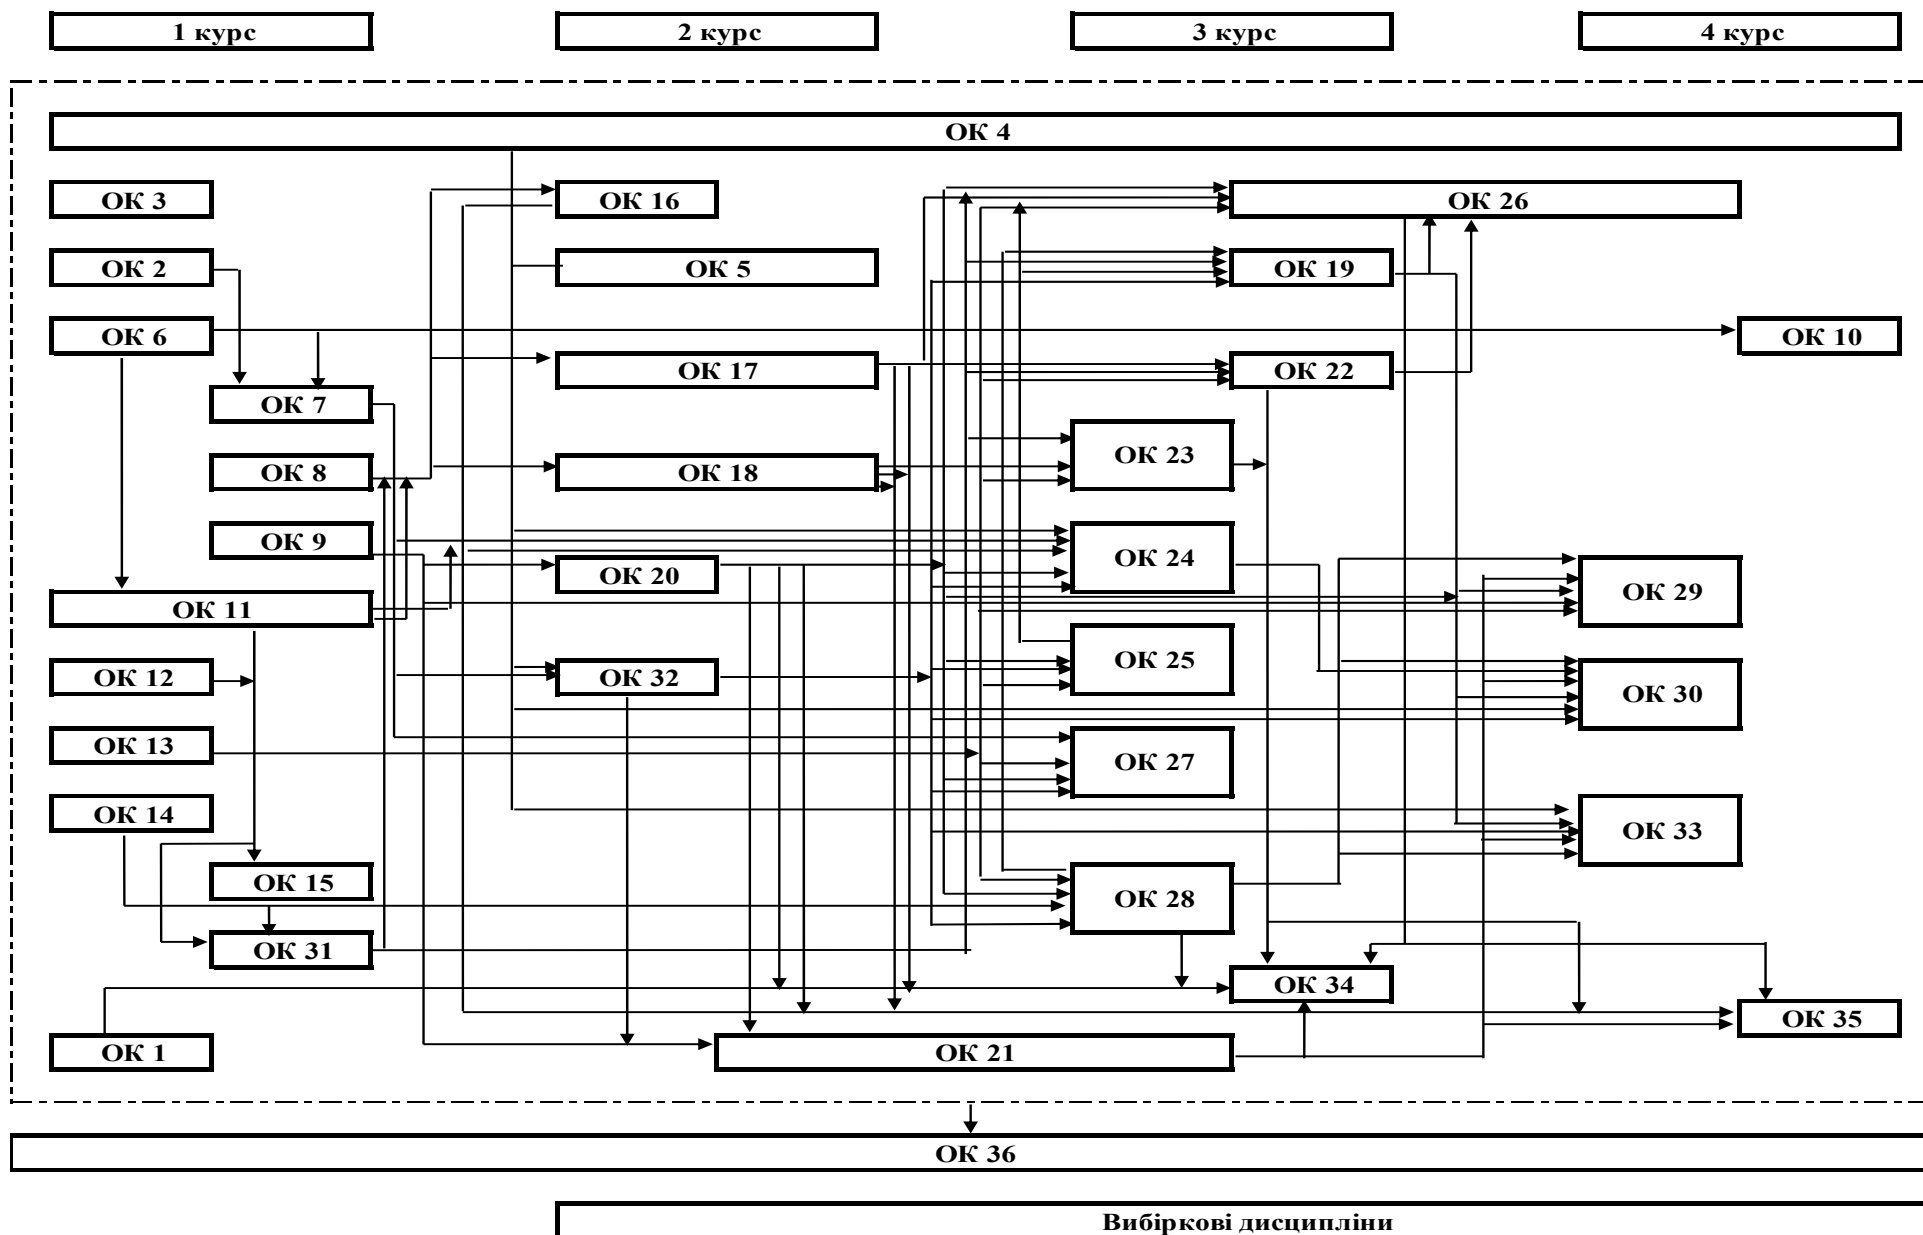 1 курс 2 курс 3 курс 4 курс
ОК 4
ОК 3 ОК 16 ОК 26
ОК 2 ОК 5 ОК 19
ОК 6 ОК 10
ОК 17 ОК 22
ОК 7
ОК 23
ОК 8 ОК 18
ОК 9 ОК 24
ОК 20 ОК 29
ОК 11
ОК 25
ОК 12 ОК 32 ОК 30
ОК 13 ОК 27
ОК 14 ОК 33
ОК 15 ОК 28
ОК 31
ОК 34
ОК 35
ОК 1 ОК 21
ОК 36
Вибіркові дисципліни